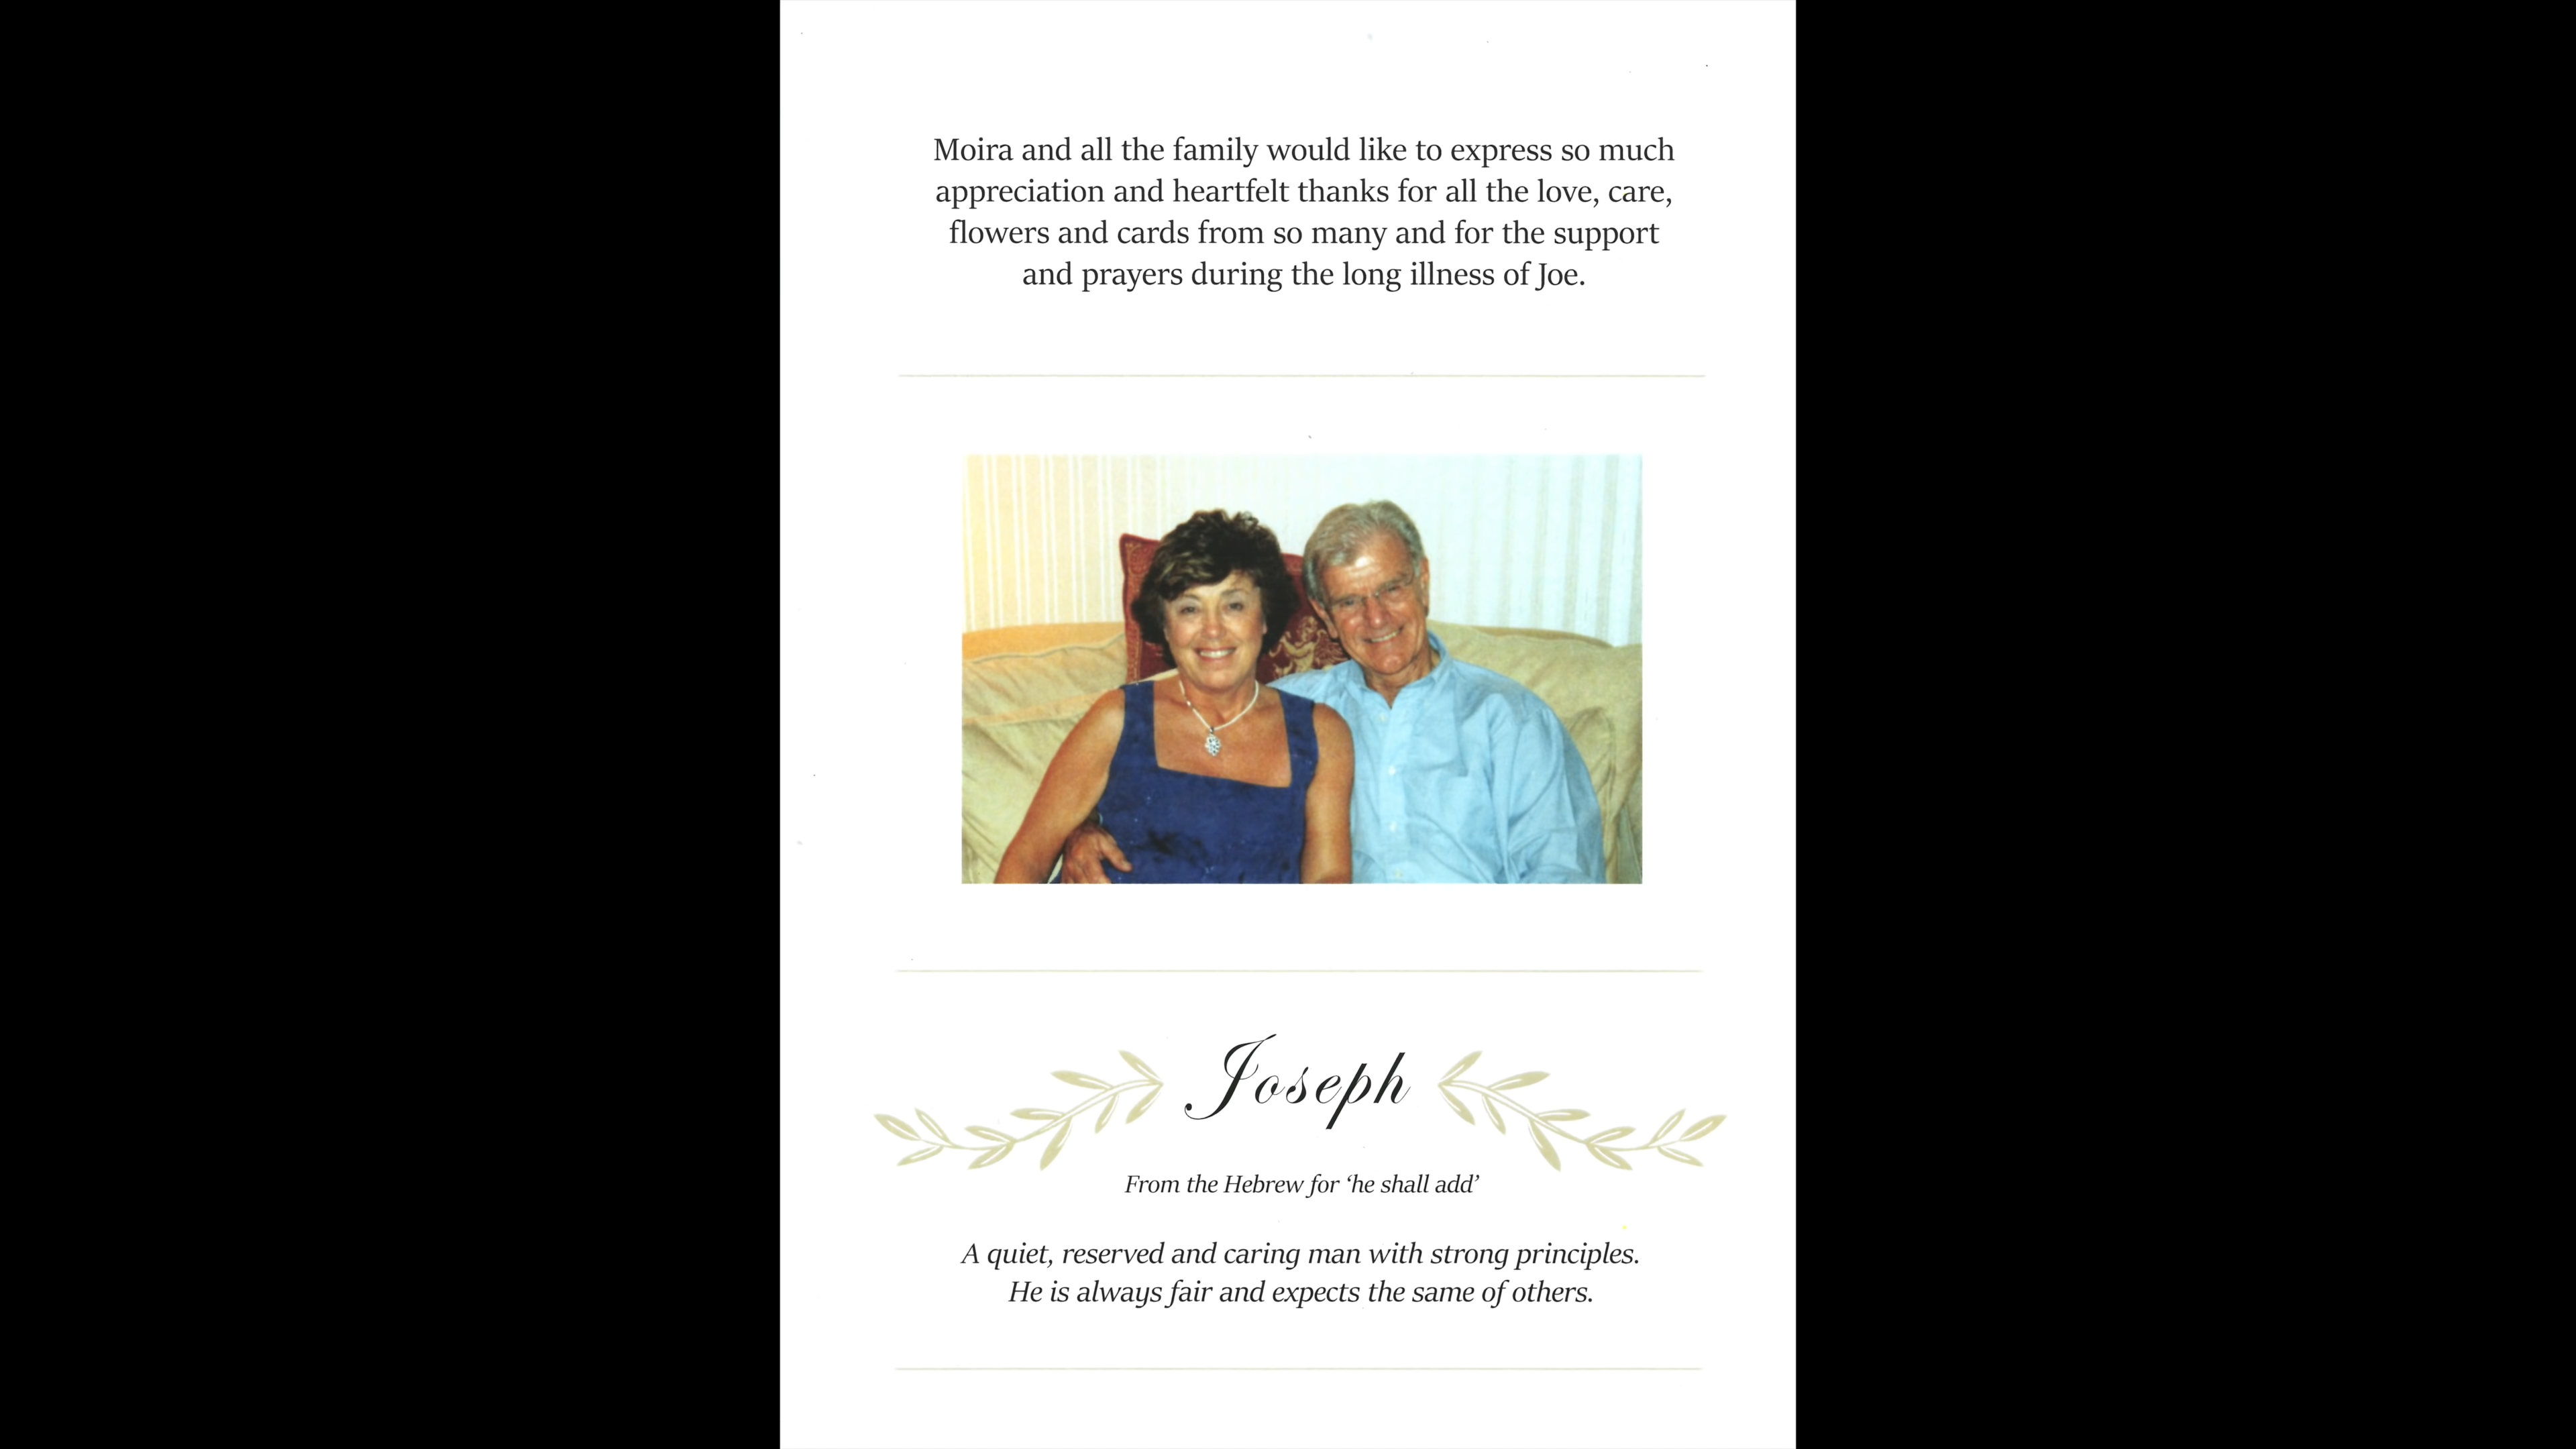 Moira and all the family would like to express so much
appreciation and heartfelt thanks for all the love, care,
flowers and cards from so many and for the support
and prayers during the long illness of Joe.
Joseph
From the Hebrew for ‘he shall add’
A quiet, reserved and caring man with strong principles.
He is always fair and expects the same of others.